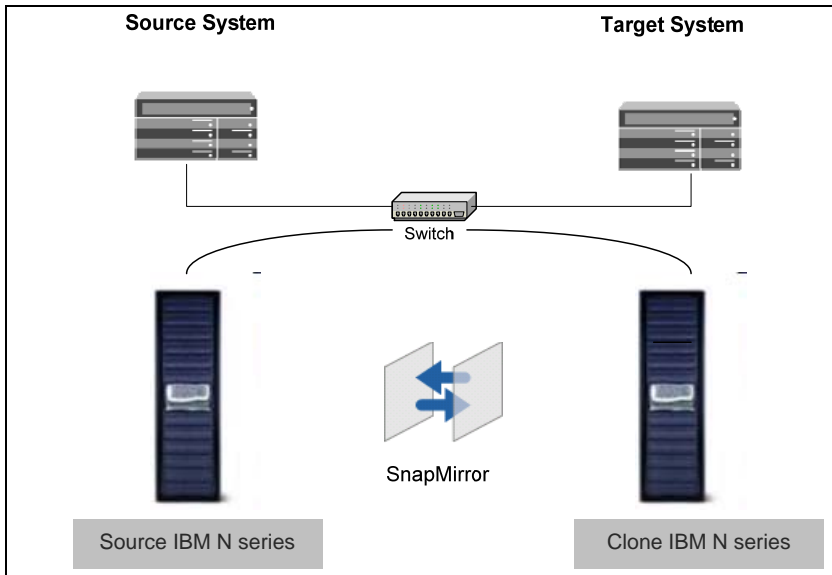 Source System
Target System
Switch
SnapMirror
Source IBM N series
Clone IBM N series